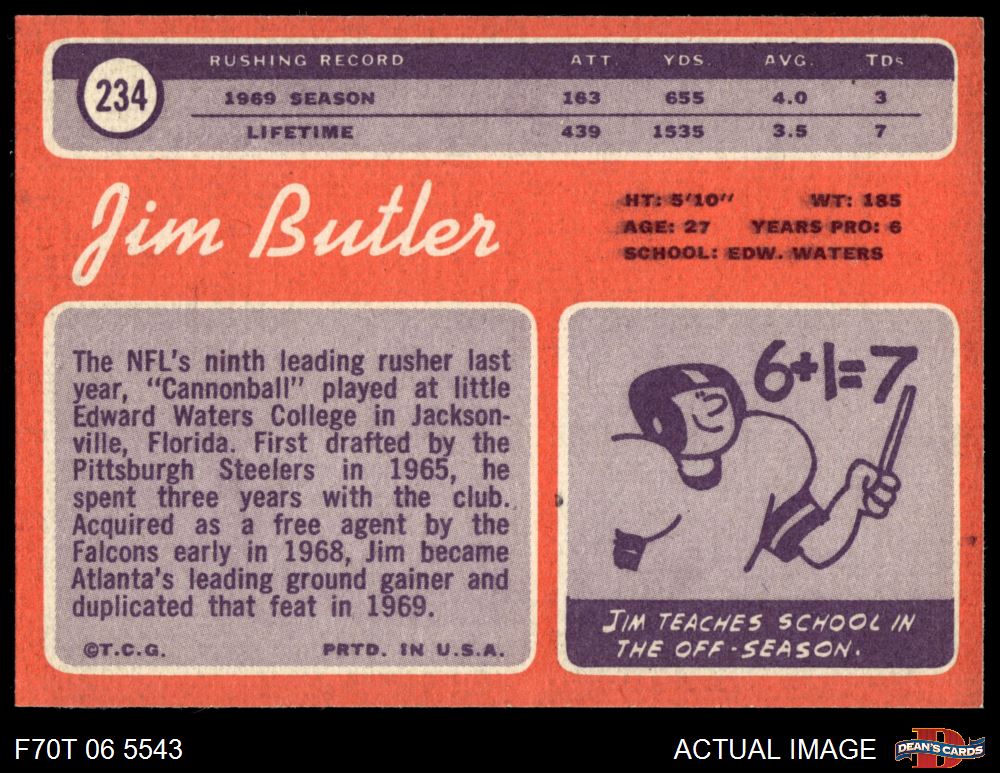 RUSHING RECORD ATT. YDS. AVG. TDs
234
1969 SEASON 163 655 4.0 3
LIFETIME 439 1535 3.5 7
Jim Butler
HT: 5'10" WT: 185
AGE: 27 YEARS PRO: 6
SCHOOL: EDW. WATERS
The NFL's ninth leading rusher last
year, "Cannonball" played at little
Edward Waters College in Jackson-
ville, Florida. First drafted by the
Pittsburgh Steelers in 1965, he
spent three years with the club.
Acquired as a free agent by the
Falcons early in 1968, Jim became
Atlanta's leading ground gainer and
duplicated that feat in 1969.
©T.C.G. PRTD. IN U.S.A.
6+1=7
JIM TEACHES SCHOOL IN
THE OFF-SEASON.
F70T 06 5543 ACTUAL IMAGE
D
DEAN'S CARDS